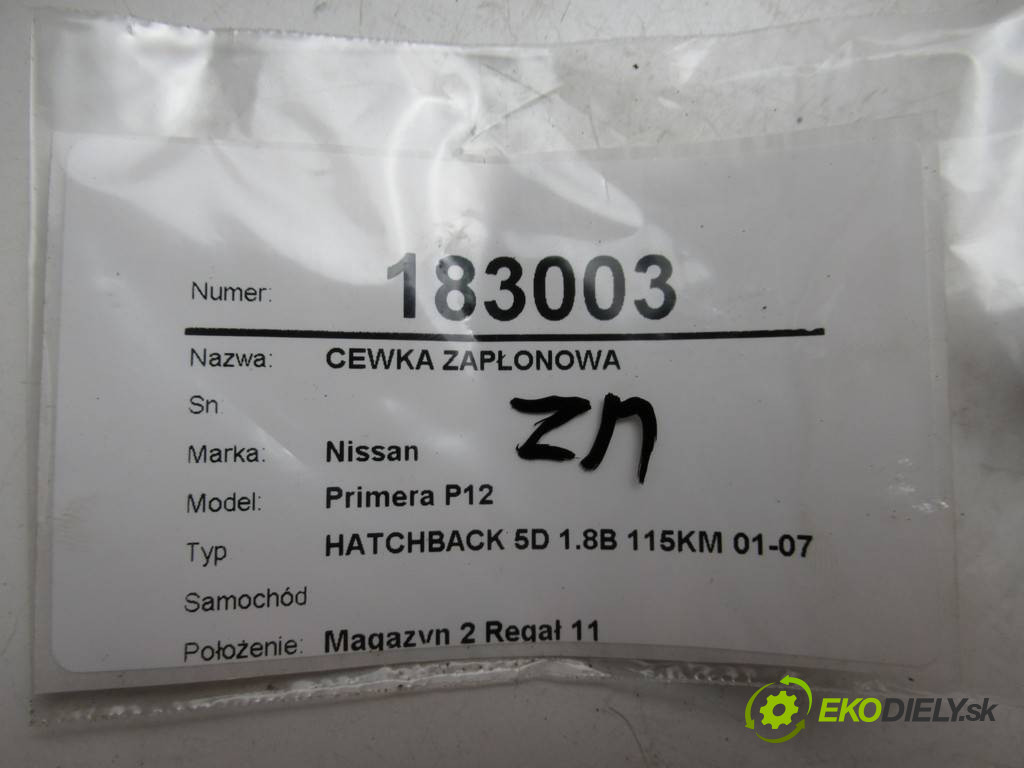 Numer: 183003
Nazwa: CEWKA ZAPŁONOWA
Sn
ZN
Marka: Nissan
Model: Primera P12
Typ HATCHBACK 5D 1.8B 115KM 01-07
Samochód
Położenie: Magazyn 2 Regał 11
EKODIELY.sk